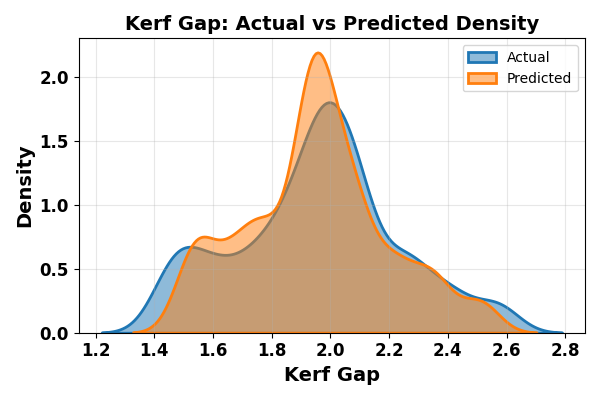 Kerf Gap: Actual vs Predicted Density
Actual
Predicted
Density
2.0
1.5
1.0
0.5
0.0
1.2 1.4 1.6 1.8 2.0 2.2 2.4 2.6 2.8
Kerf Gap